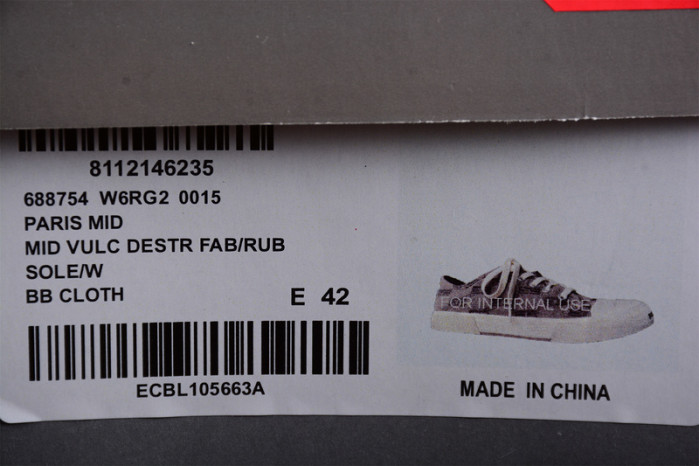 8112146235
688754 W6RG2 0015
PARIS MID
MID VULC DESTR FAB/RUB
SOLE/W
BB CLOTH
E 42
ECBL105663A
FOR INTERNAL USE
MADE IN CHINA